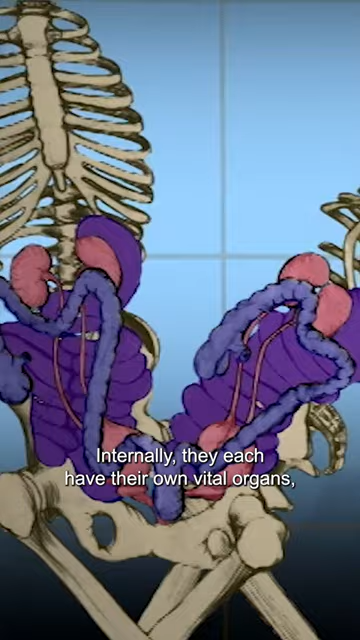 Internally, they each
have their own vital organs,